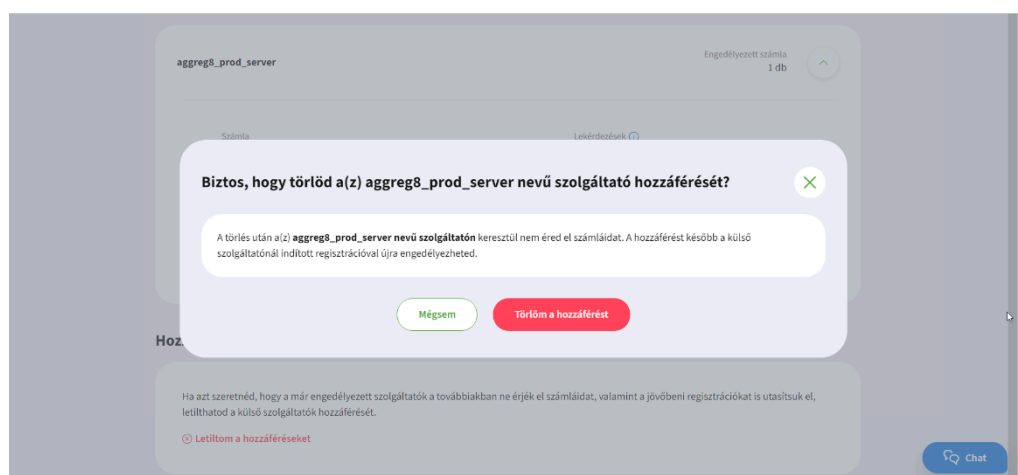 aggreg8_prod_server
Engedélyezett számla
1 db
Számla
Lekérdezések
Biztos, hogy törlöd a(z) aggreg8_prod_server nevű szolgáltató hozzáférését?
A törlés után a(z) aggreg8_prod_server nevű szolgáltatón keresztül nem éred el számláidat. A hozzáférést később a külső
szolgáltatónál indított regisztrációval újra engedélyezheted.
Mégsem
Törlöm a hozzáférést
Hoz
Ha azt szeretnéd, hogy a már engedélyezett szolgáltatók a továbbiakban ne érjék el számláidat, valamint a jövőbeni regisztrációkat is utasítsuk el,
letilthatod a külső szolgáltatók hozzáférését.
Letiltom a hozzáféréseket
Chat